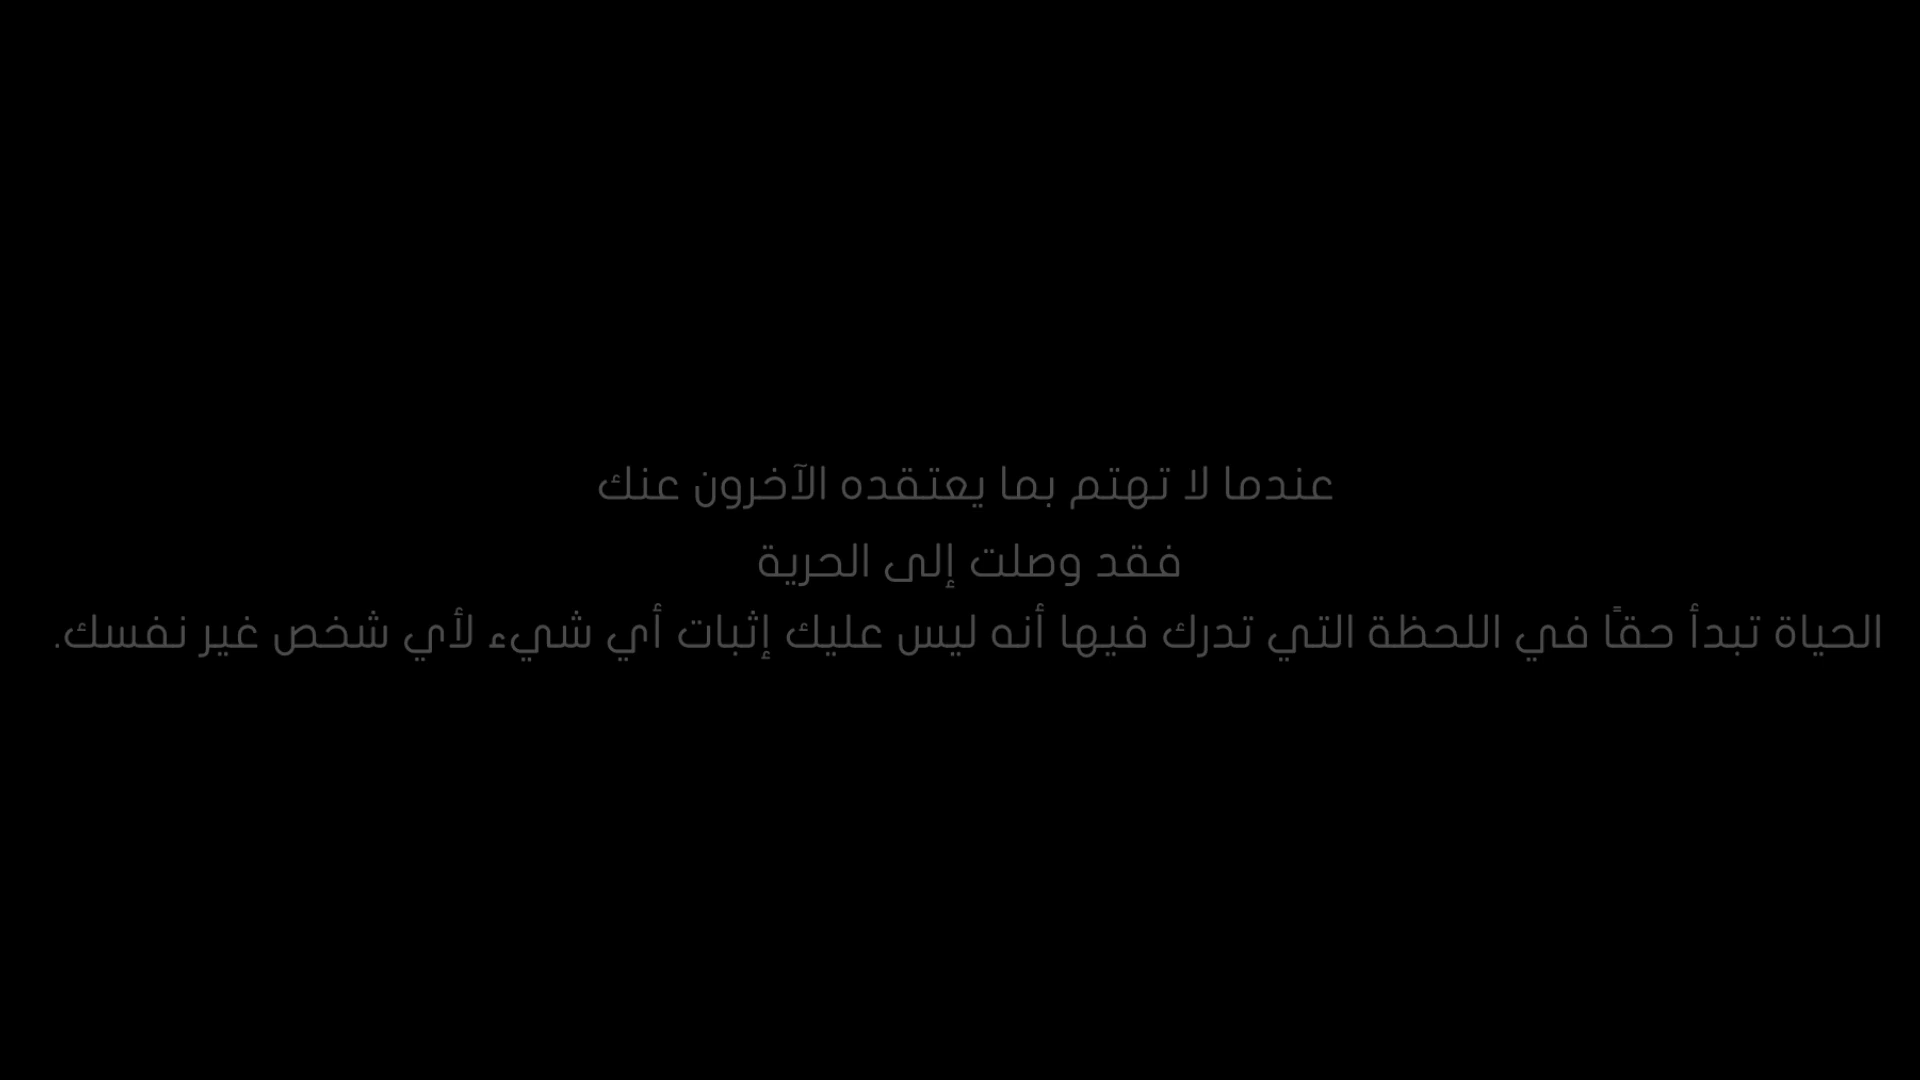 عندما لا تهتم بما يعتقده الآخرون عنك
فقد وصلت إلى الحرية
الحياة تبدأ حقًا في اللحظة التي تدرك فيها أنه ليس عليك إثبات أي شيء لأي شخص غير نفسك.